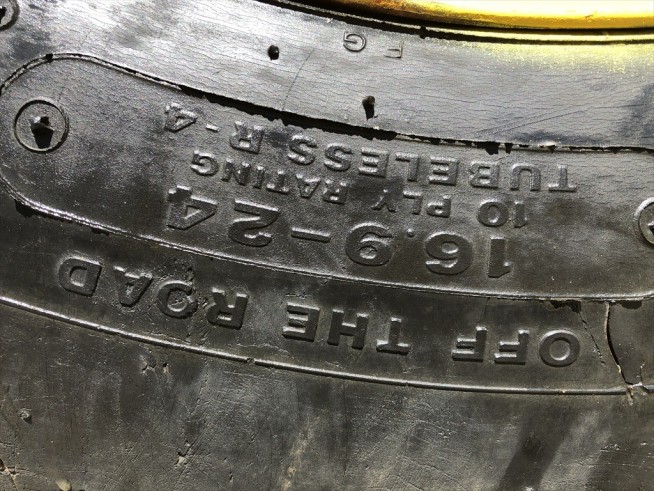 OFF THE ROAD
16.9-24
10 PLY RATING
TUBELESS R-4
FG